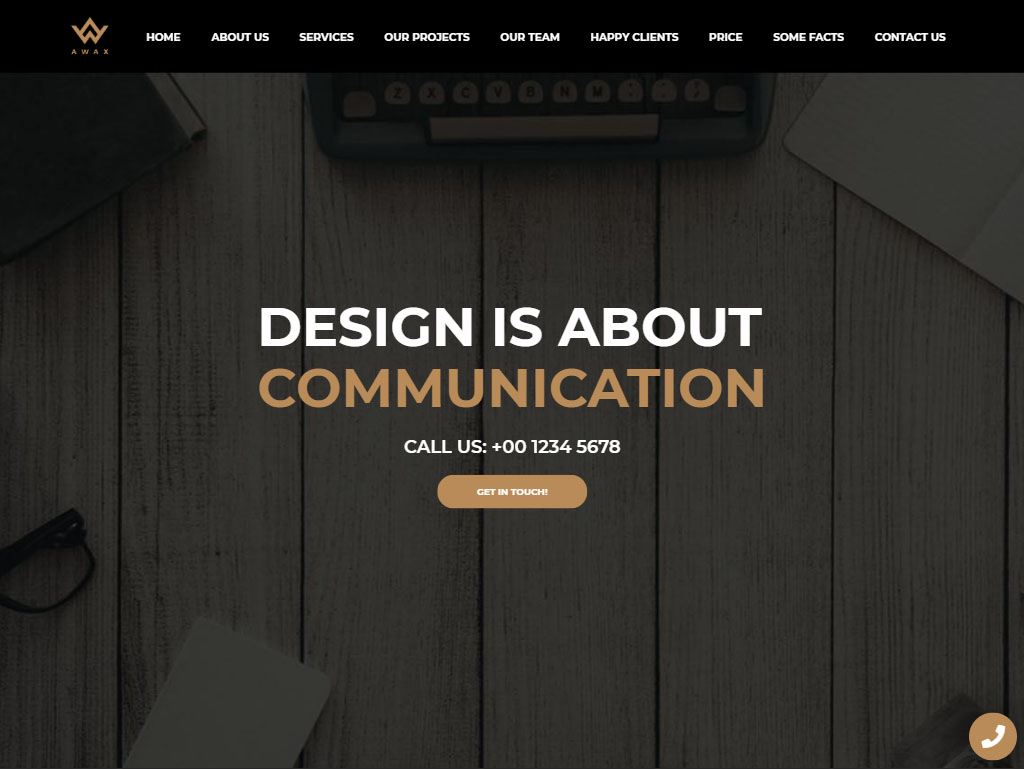 AWAX
HOME ABOUT US SERVICES OUR PROJECTS OUR TEAM HAPPY CLIENTS PRICE SOME FACTS CONTACT US
Z X C V B N M
DESIGN IS ABOUT
COMMUNICATION
CALL US: +00 1234 5678
GET IN TOUCH!